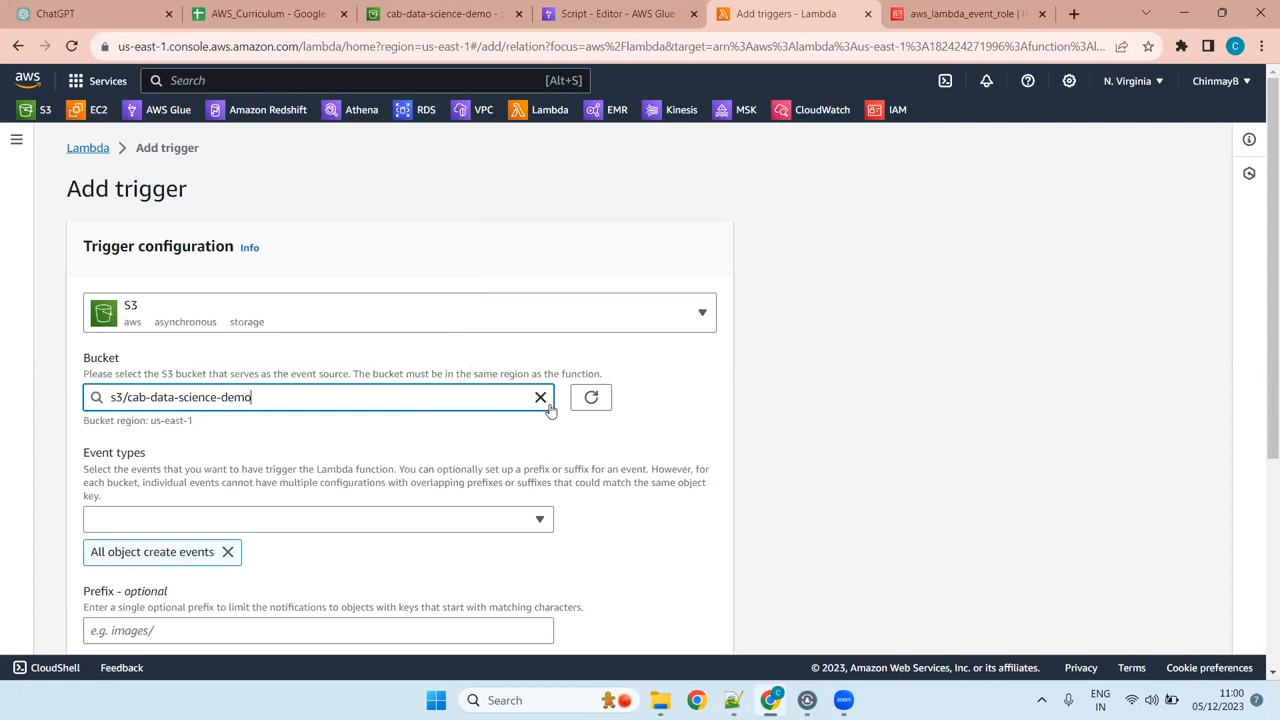 ChatGPT
AWS_Curriculum - Google
cab-data-science-demo - S
Script - Editor - AWS Glue
Add triggers - Lambda
aws_lambda_event_role | I
us-east-1.console.aws.amazon.com/lambda/home?region=us-east-1#/add/relation?focus=aws%2Flambda&target=arn%3Aaws%3Alambda%3Aus-east-1%3A182424271996%3Afunction%3Al...
C
aws
Services
Search
[Alt+S]
N. Virginia
ChinmayB
S3
EC2
AWS Glue
Amazon Redshift
Athena
RDS
VPC
Lambda
EMR
Kinesis
MSK
CloudWatch
IAM
Lambda
Add trigger
Add trigger
Trigger configuration Info
S3
aws asynchronous storage
Bucket
Please select the S3 bucket that serves as the event source. The bucket must be in the same region as the function.
s3/cab-data-science-demo
Bucket region: us-east-1
Event types
Select the events that you want to have trigger the Lambda function. You can optionally set up a prefix or suffix for an event. However, for
each bucket, individual events cannot have multiple configurations with overlapping prefixes or suffixes that could match the same object
key.
All object create events
Prefix - optional
Enter a single optional prefix to limit the notifications to objects with keys that start with matching characters.
e.g. images/
CloudShell
Feedback
© 2023, Amazon Web Services, Inc. or its affiliates.
Privacy
Terms
Cookie preferences
Search
C
zoom
ENG
IN
11:00
05/12/2023
7